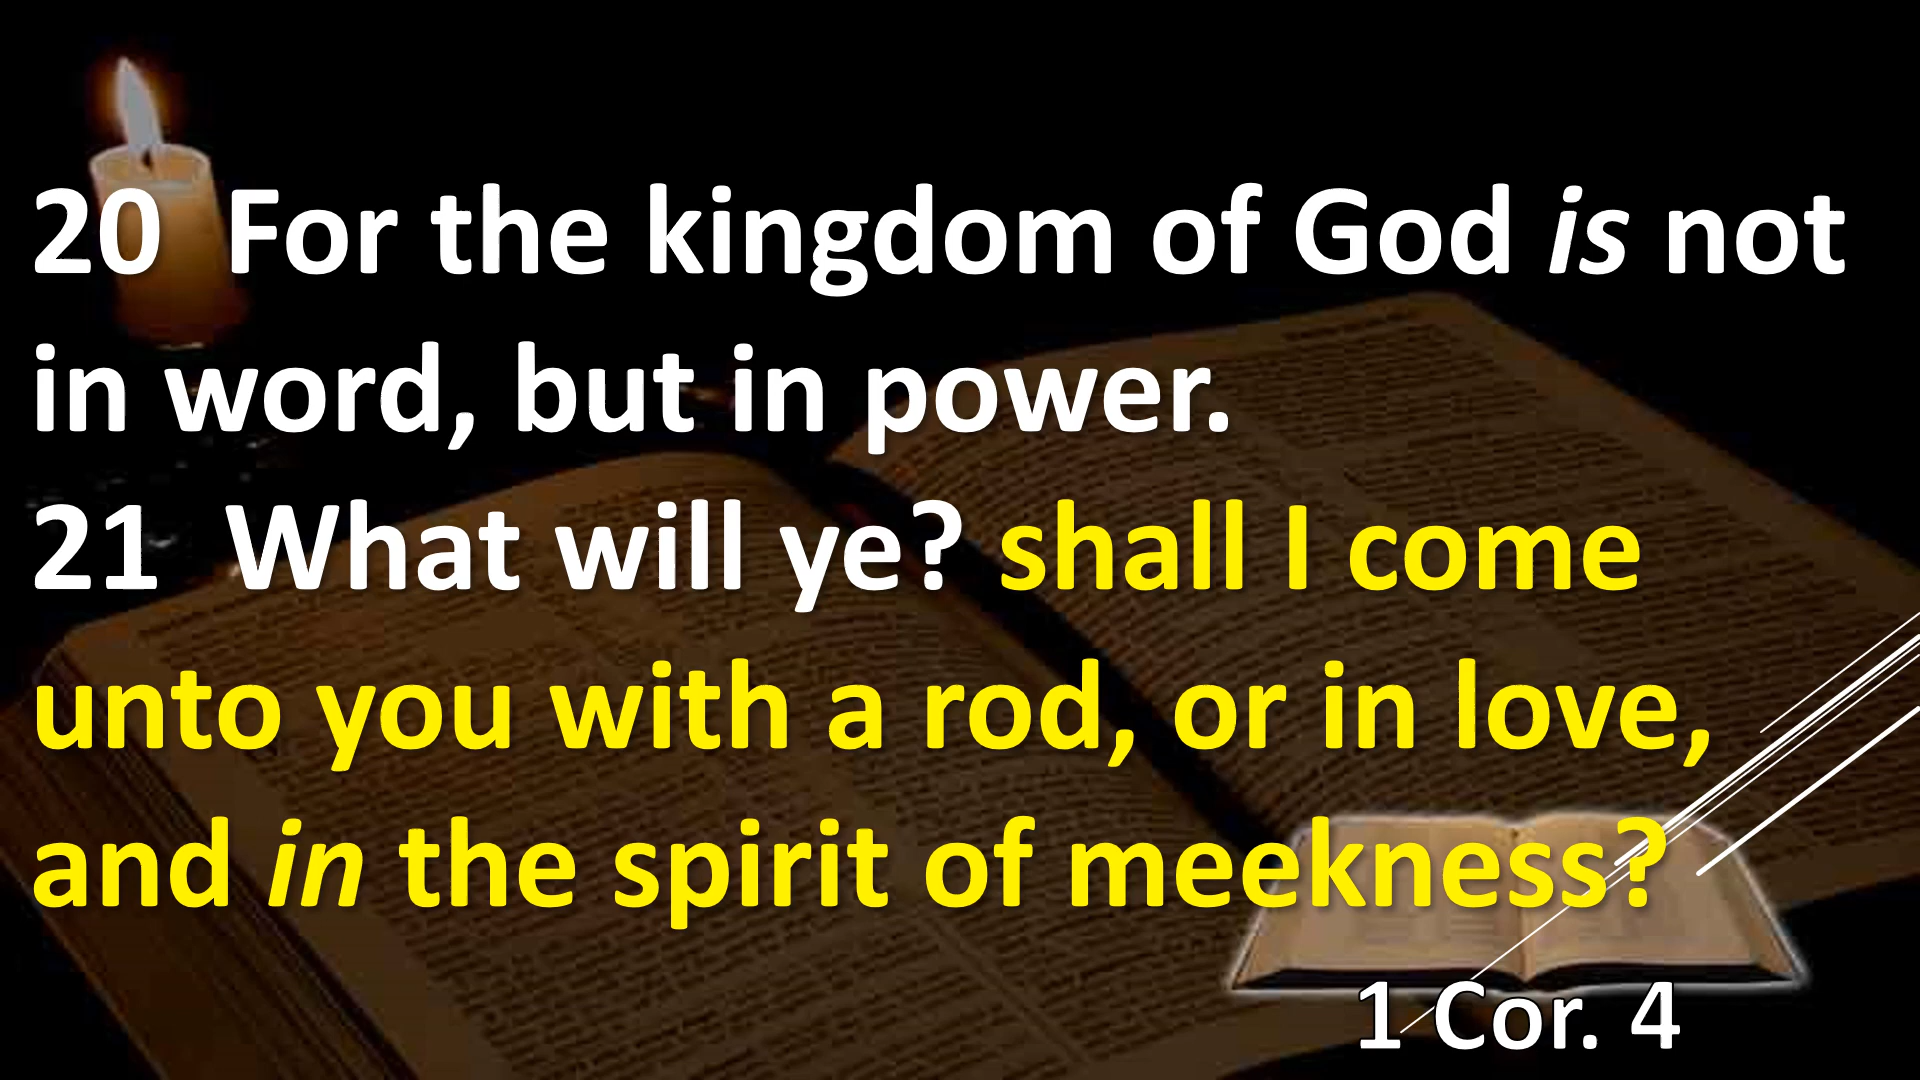 20  For the kingdom of God is not
in word, but in power.
21  What will ye? shall I come
unto you with a rod, or in love,
and in the spirit of meekness?
1 Cor. 4